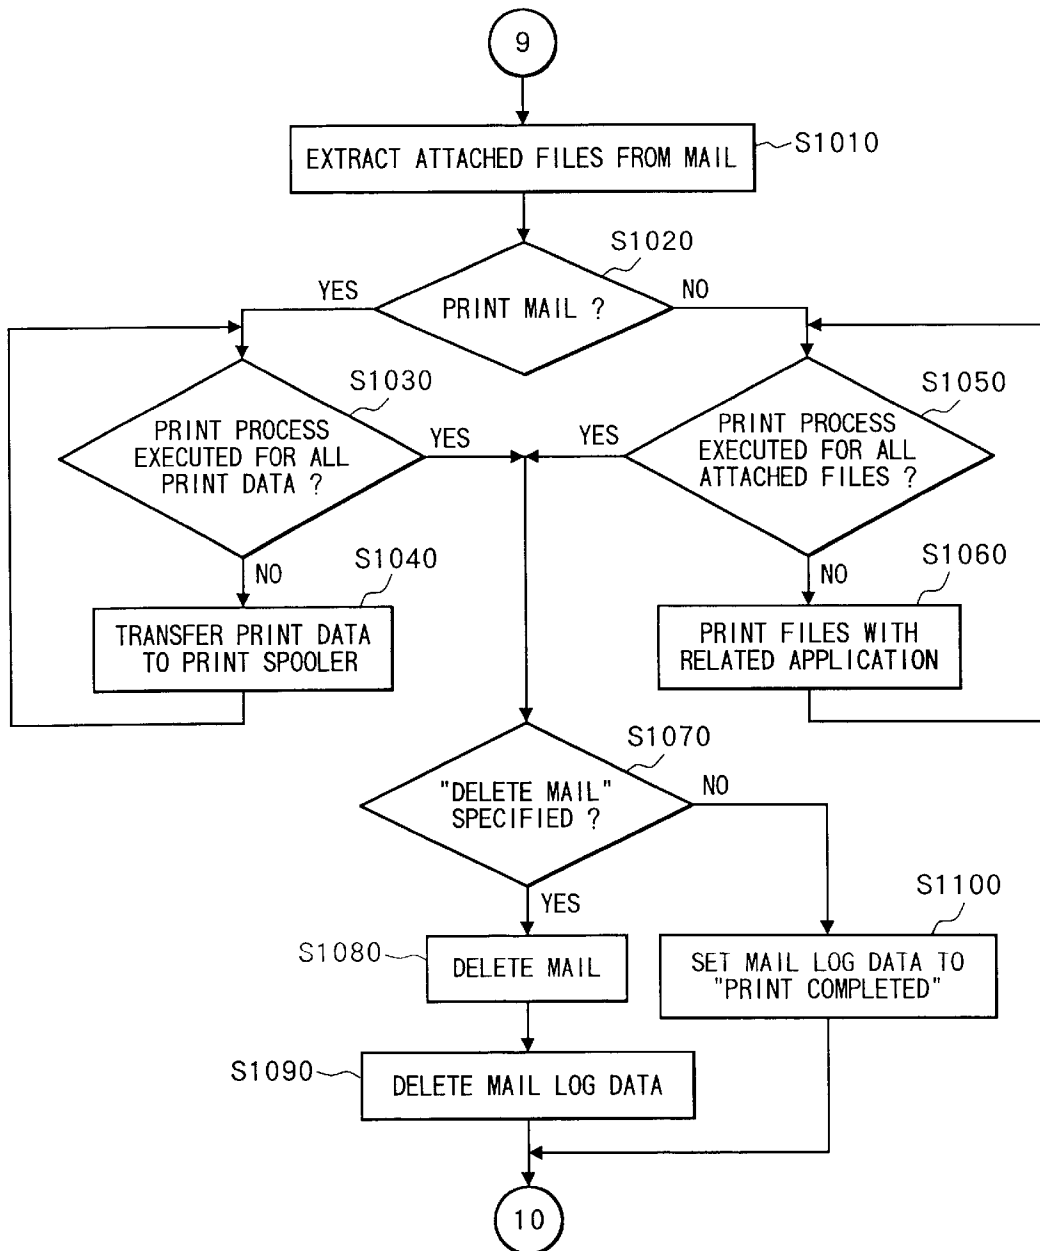 9
EXTRACT ATTACHED FILES FROM MAIL
S1010
S1020
YES
PRINT MAIL ?
NO
S1030
PRINT PROCESS
EXECUTED FOR ALL
PRINT DATA ?
YES
S1050
PRINT PROCESS
EXECUTED FOR ALL
ATTACHED FILES ?
YES
NO
S1040
TRANSFER PRINT DATA
TO PRINT SPOOLER
NO
S1060
PRINT FILES WITH
RELATED APPLICATION
S1070
"DELETE MAIL"
SPECIFIED ?
NO
YES
S1080
DELETE MAIL
S1100
SET MAIL LOG DATA TO
"PRINT COMPLETED"
S1090
DELETE MAIL LOG DATA
10